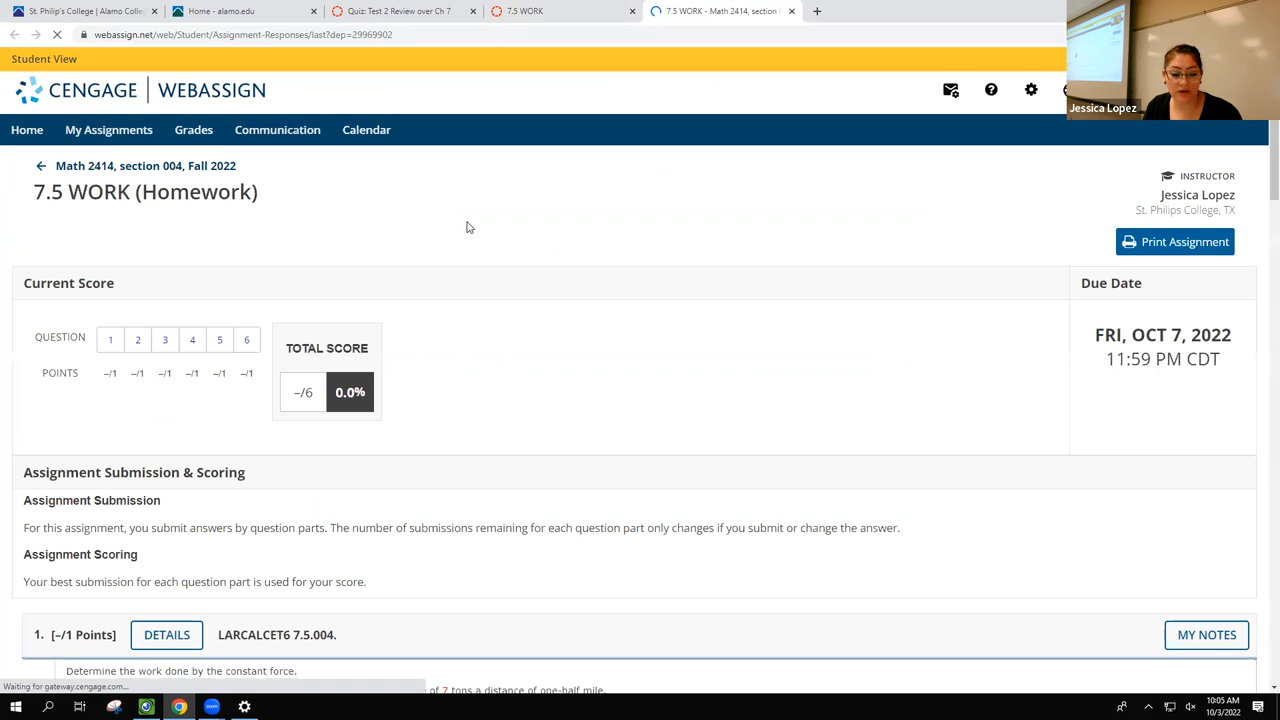 St. Philip's College | Alamo Colle
Home - alamo.edu
Quiz: Test 2 Review over Ch 7
7.5 WORK
7.5 WORK - Math 2414, section
webassign.net/web/Student/Assignment-Responses/last?dep=29969902
Student View
CENGAGE | WEBASSIGN
Jessica Lopez
Home
My Assignments
Grades
Communication
Calendar
Math 2414, section 004, Fall 2022
7.5 WORK (Homework)
INSTRUCTOR
Jessica Lopez
St. Philips College, TX
Print Assignment
Current Score
Due Date
QUESTION 1 2 3 4 5 6
POINTS –/1 –/1 –/1 –/1 –/1 –/1
TOTAL SCORE
–/6 0.0%
FRI, OCT 7, 2022
11:59 PM CDT
Assignment Submission & Scoring
Assignment Submission
For this assignment, you submit answers by question parts. The number of submissions remaining for each question part only changes if you submit or change the answer.
Assignment Scoring
Your best submission for each question part is used for your score.
1. [–/1 Points] DETAILS LARCALCET6 7.5.004. MY NOTES
Determine the work done by the constant force.
Waiting for gateway.cengage.com...
of 7 tons a distance of one-half mile.
10:05 AM
10/3/2022